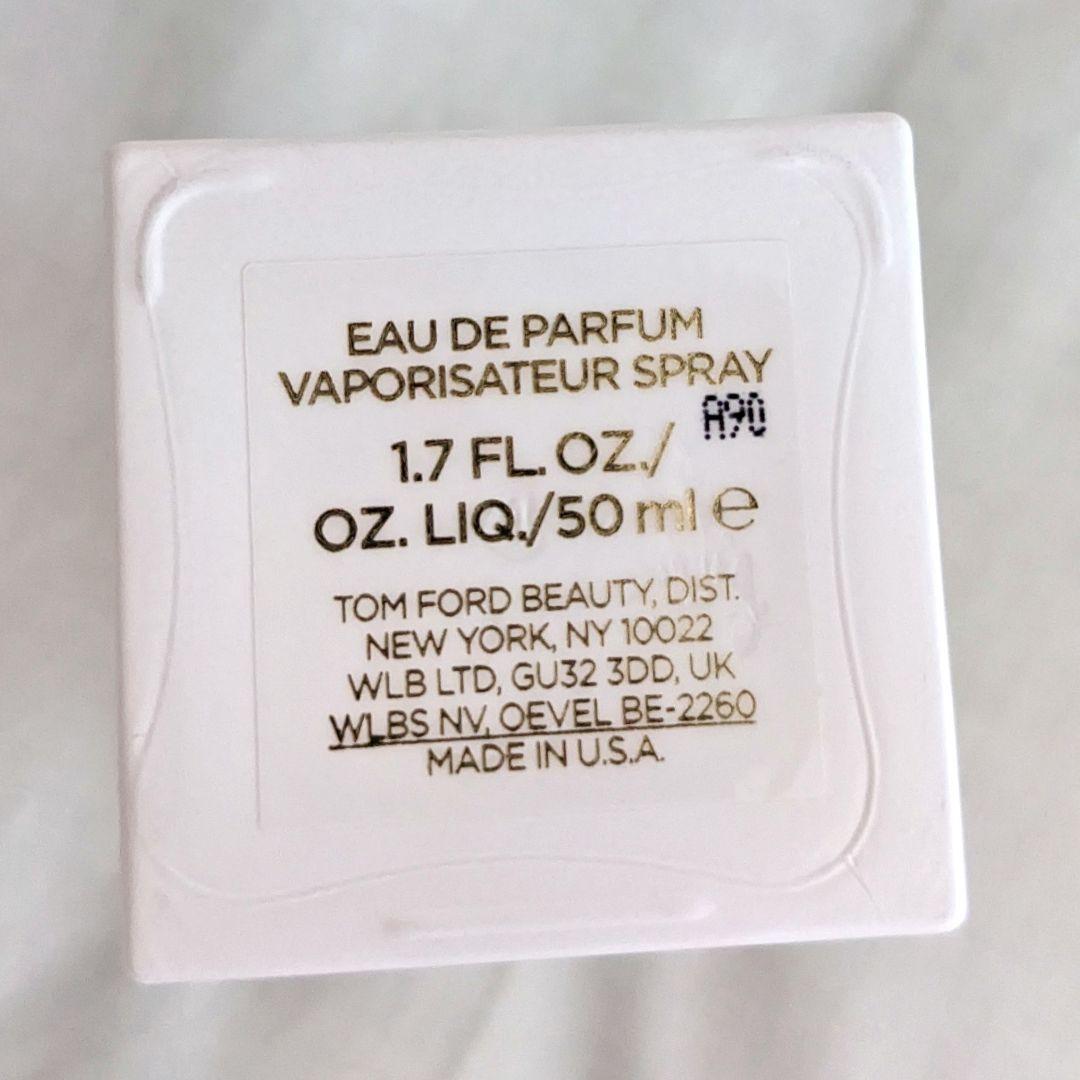 EAU DE PARFUM
VAPORISATEUR SPRAY
A90
1.7 FL. OZ./
OZ. LIQ./50 ml e
TOM FORD BEAUTY, DIST.
NEW YORK, NY 10022
WLB LTD, GU32 3DD, UK
WLBS NV, OEVEL BE-2260
MADE IN U.S.A.